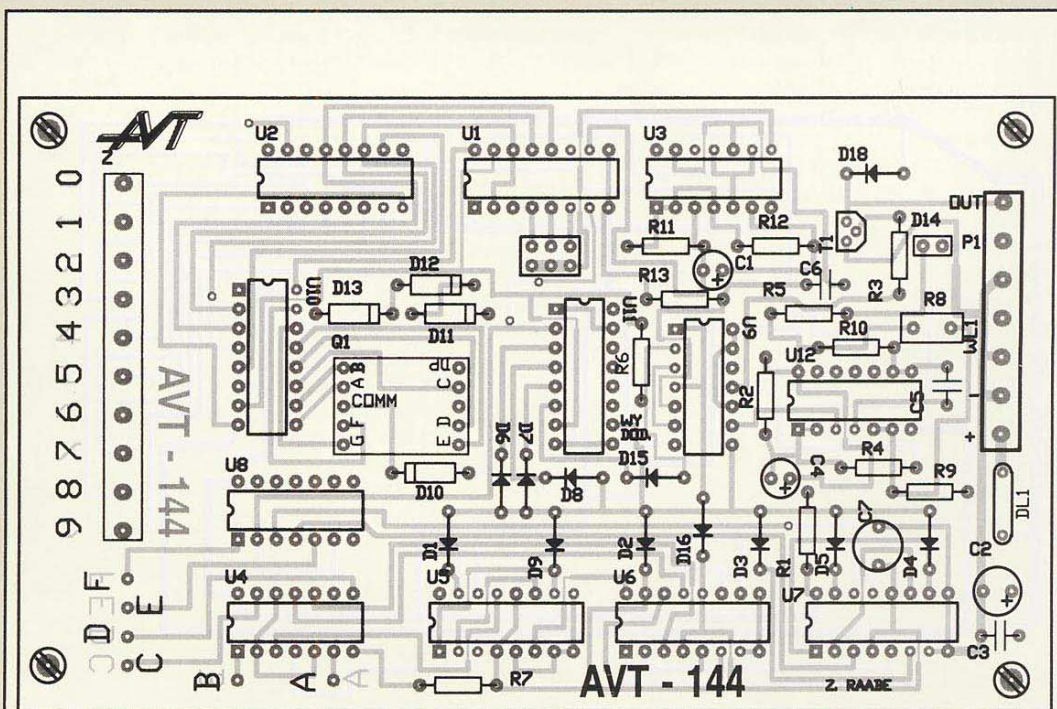 AVT
Z
U2
U1
U3
D18
0
1
2
3
4
5
6
7
8
9
OUT
P1
WL1
-
+
R11
R12
T1
D14
D12
C1
C6
R3
D13
U10
R13
R5
R8
D11
U11
U9
R10
Q1
B
A
COMM
F
G
C
D
E
R6
U12
R2
C5
AVT - 144
WY
DOD.
D6
D7
D15
C4
R4
D10
D8
R9
U8
DL1
D1
D9
D2
D16
D3
R1
D5
C7
D4
C2
+
F
E
D
C
U4
U5
U6
U7
E
C
C3
B
A
A
R7
AVT - 144
Z. RAABE